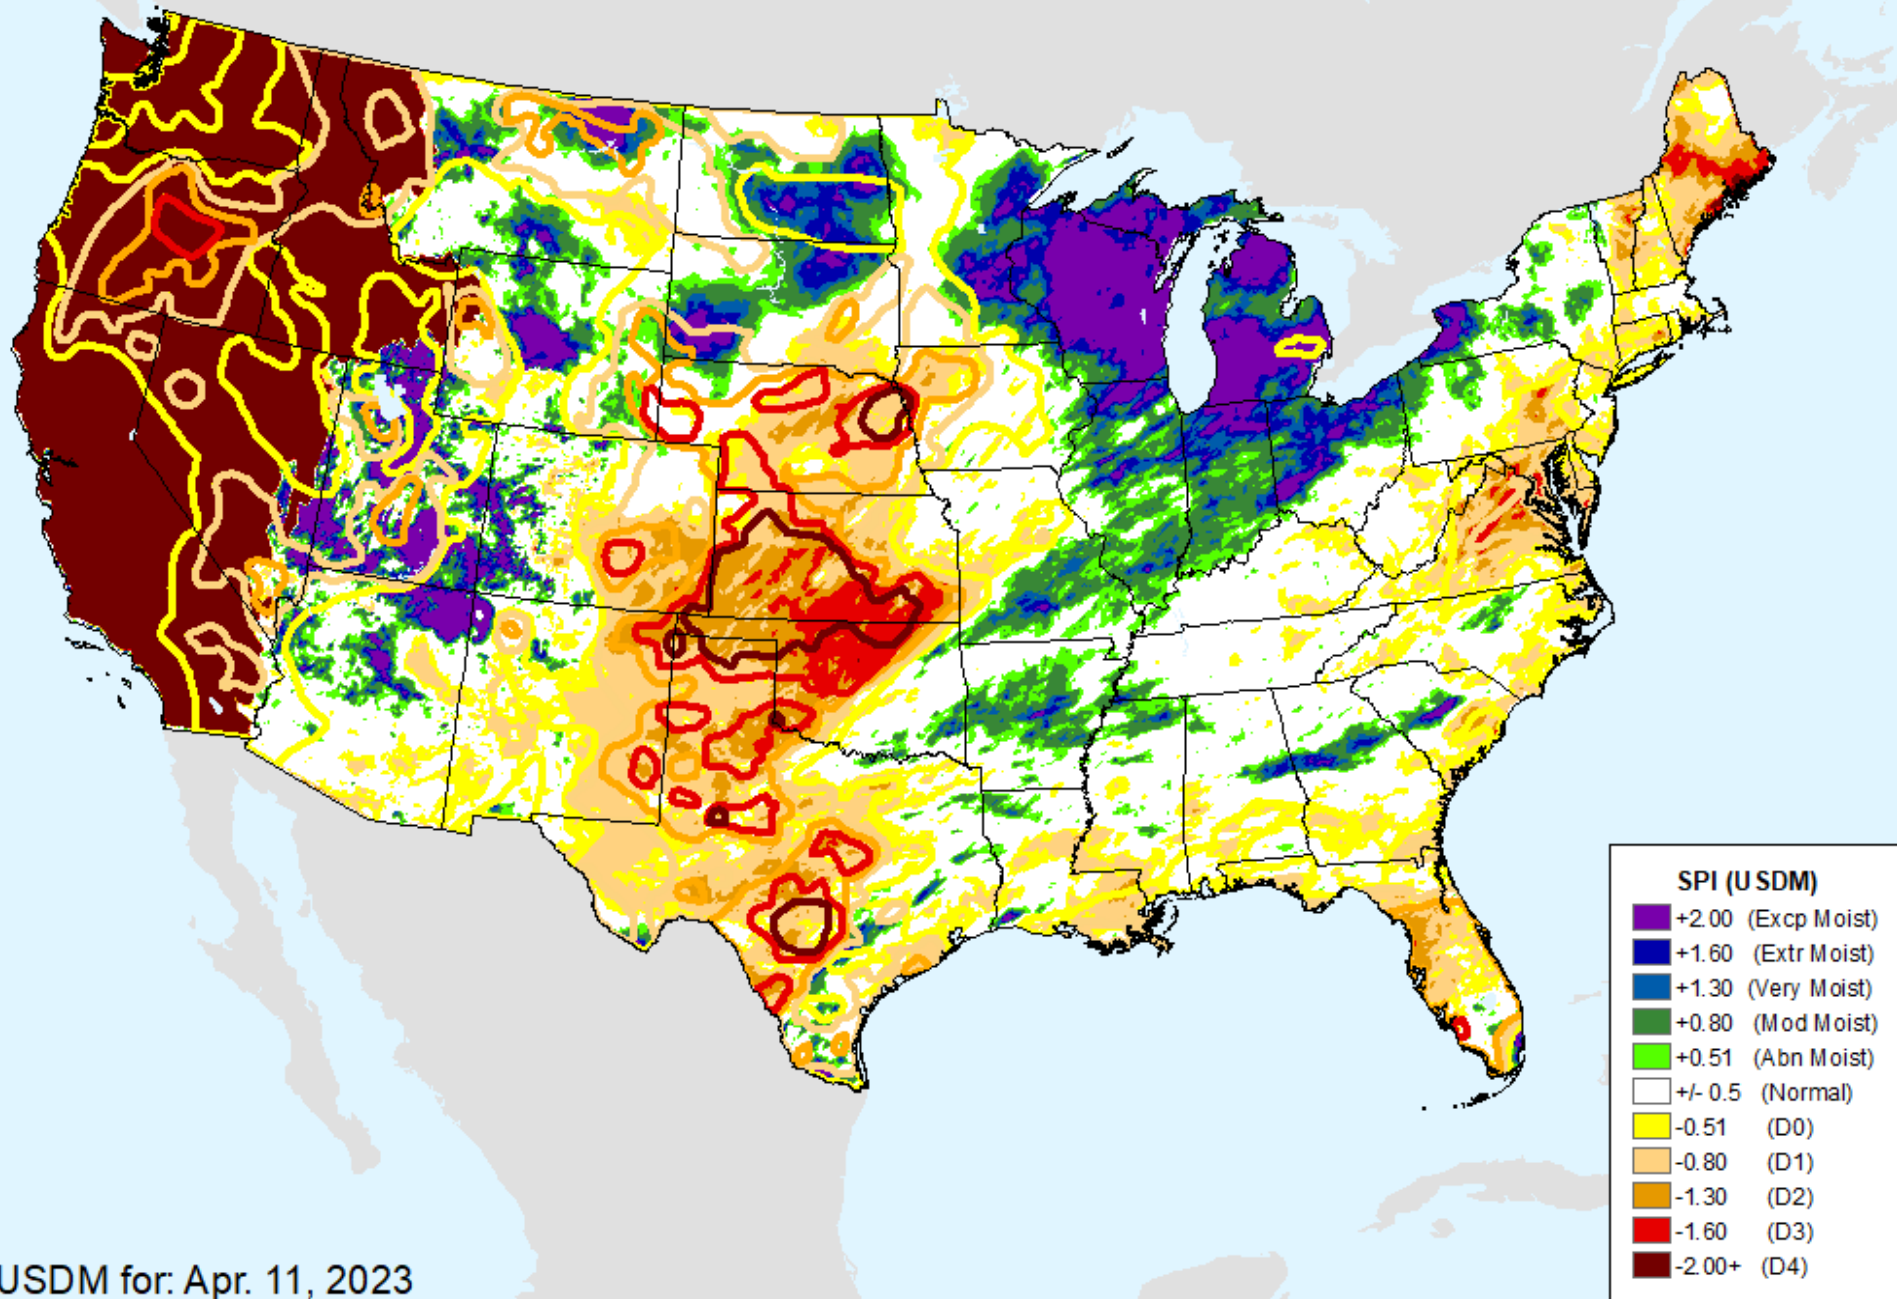 SPI (USDM)
+2.00 (Excp Moist)
+1.60 (Extr Moist)
+1.30 (Very Moist)
+0.80 (Mod Moist)
+0.51 (Abn Moist)
+/- 0.5 (Normal)
-0.51 (D0)
-0.80 (D1)
-1.30 (D2)
-1.60 (D3)
-2.00+ (D4)
USDM for: Apr. 11, 2023